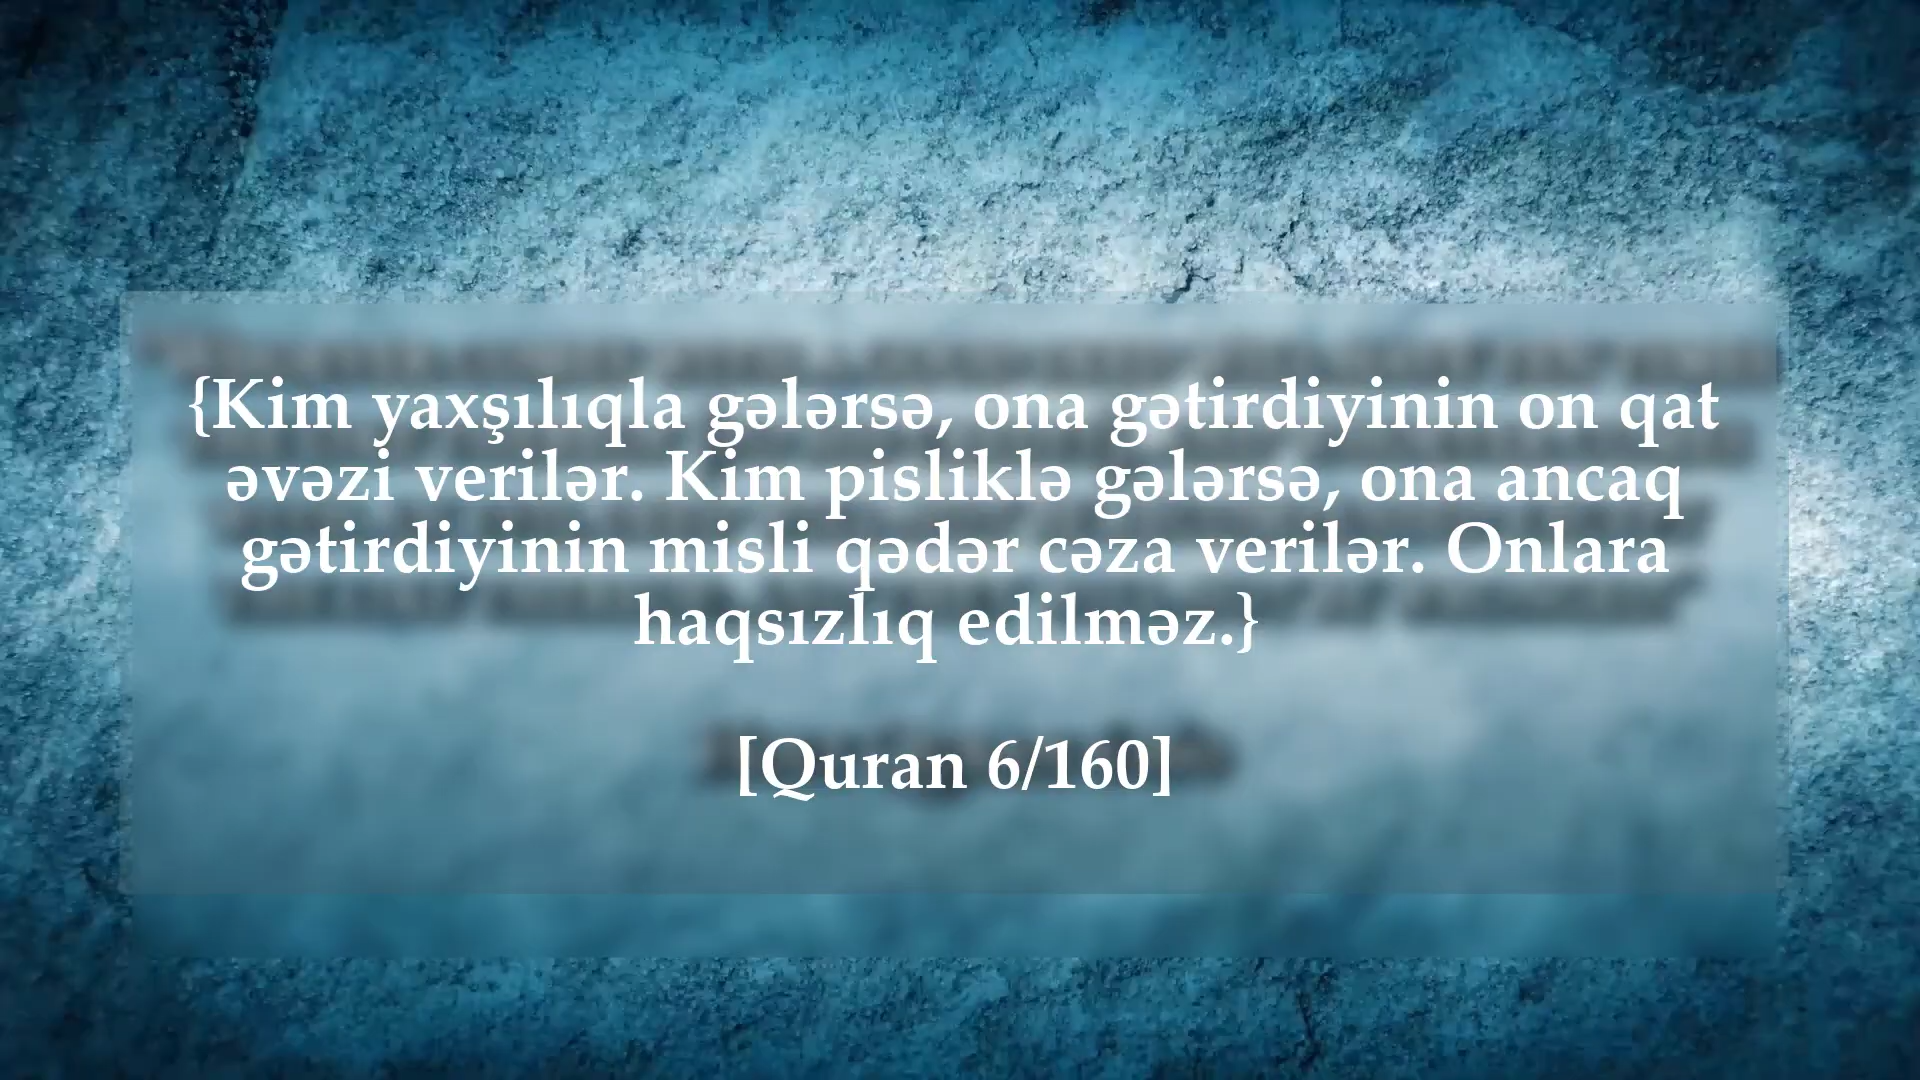 {Kim yaxşılıqla gələrsə, ona gətirdiyinin on qat
əvəzi verilər. Kim pisliklə gələrsə, ona ancaq
gətirdiyinin misli qədər cəza verilər. Onlara
haqsızlıq edilməz.}
[Quran 6/160]